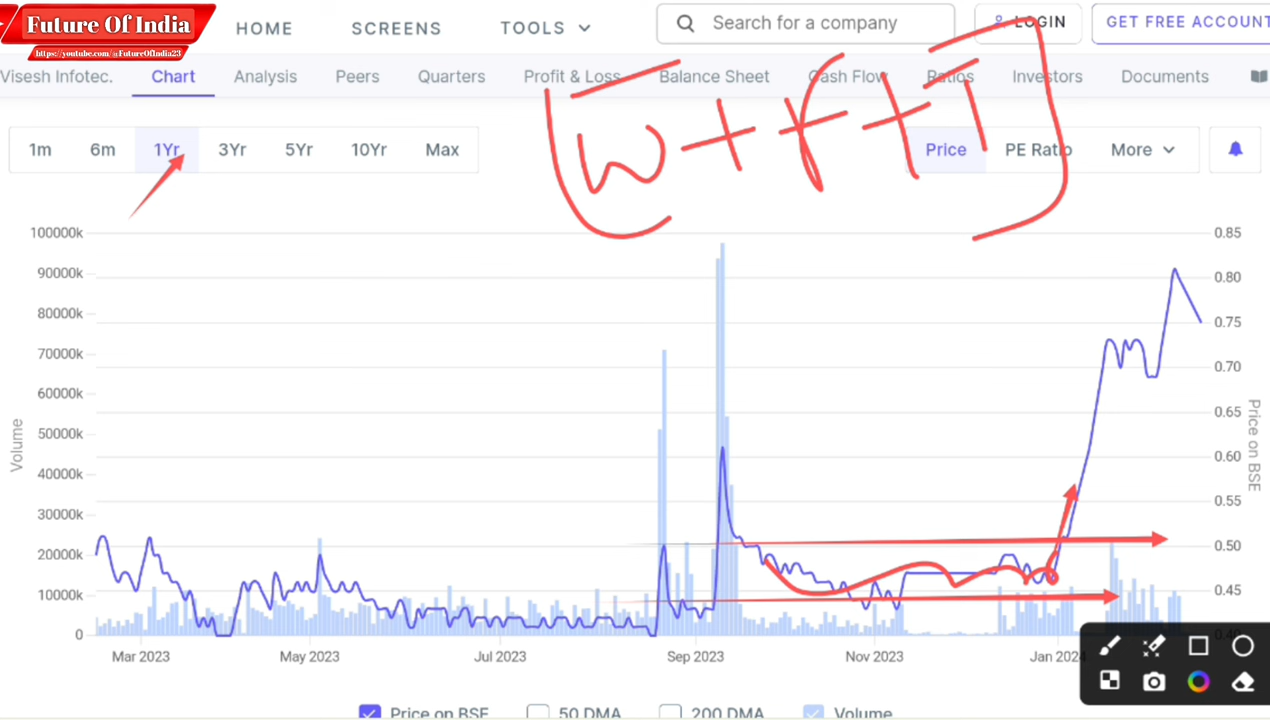 Future Of India
https://youtube.com/@FutureOfIndia23
HOME SCREENS TOOLS Search for a company LOGIN GET FREE ACCOUNT
Visesh Infotec. Chart Analysis Peers Quarters Profit & Loss Balance Sheet Cash Flow Ratios Investors Documents
1m 6m 1Yr 3Yr 5Yr 10Yr Max Price PE Ratio More
W + F + I
100000k 0.85
90000k 0.80
80000k 0.75
70000k 0.70
60000k 0.65
50000k 0.60
40000k 0.55
30000k 0.50
20000k 0.45
10000k
0
Volume
Price on BSE
Mar 2023 May 2023 Jul 2023 Sep 2023 Nov 2023 Jan 2024
Price on BSE 50 DMA 200 DMA Volume